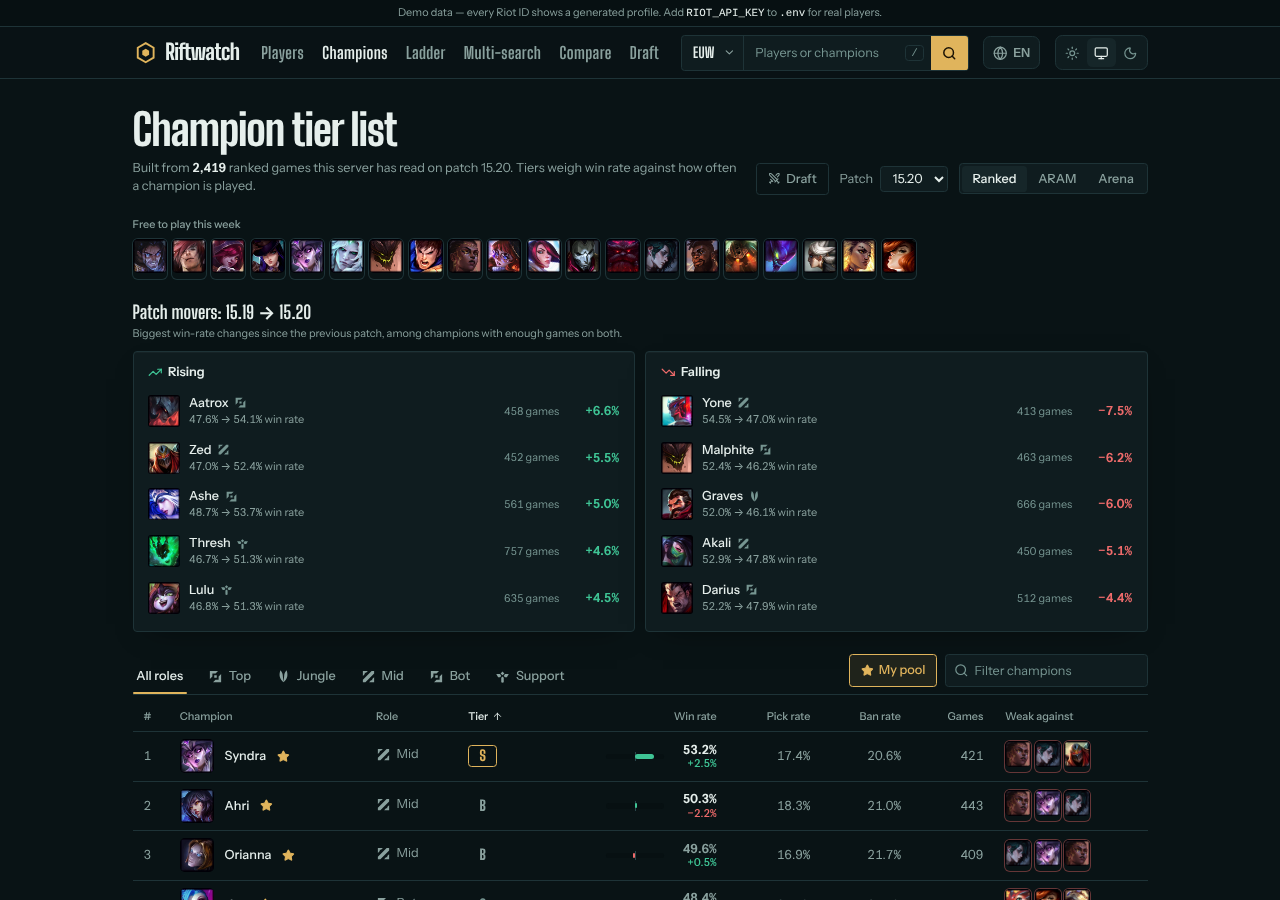 Demo data — every Riot ID shows a generated profile. Add RIOT_API_KEY to .env for real players.
Riftwatch
Players
Champions
Ladder
Multi-search
Compare
Draft
EUW
Players or champions
/
EN
Champion tier list
Built from 2,419 ranked games this server has read on patch 15.20. Tiers weigh win rate against how often
a champion is played.
Draft
Patch
15.20
Ranked
ARAM
Arena
Free to play this week
Patch movers: 15.19 → 15.20
Biggest win-rate changes since the previous patch, among champions with enough games on both.
Rising
Aatrox
47.6% → 54.1% win rate
458 games
+6.6%
Zed
47.0% → 52.4% win rate
452 games
+5.5%
Ashe
48.7% → 53.7% win rate
561 games
+5.0%
Thresh
46.7% → 51.3% win rate
757 games
+4.6%
Lulu
46.8% → 51.3% win rate
635 games
+4.5%
Falling
Yone
54.5% → 47.0% win rate
413 games
−7.5%
Malphite
52.4% → 46.2% win rate
463 games
−6.2%
Graves
52.0% → 46.1% win rate
666 games
−6.0%
Akali
52.9% → 47.8% win rate
450 games
−5.1%
Darius
52.2% → 47.9% win rate
512 games
−4.4%
All roles
Top
Jungle
Mid
Bot
Support
My pool
Filter champions
# Champion Role Tier ↑ Win rate Pick rate Ban rate Games Weak against
1 Syndra Mid S 53.2% 17.4% 20.6% 421
+2.5%
2 Ahri Mid B 50.3% 18.3% 21.0% 443
−2.2%
3 Orianna Mid B 49.6% 16.9% 21.7% 409
+0.5%
48.4%